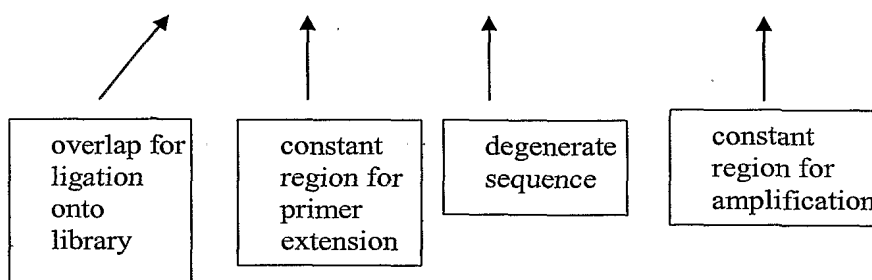 overlap for
ligation
onto
library
constant
region for
primer
extension
degenerate
sequence
constant
region for
amplification